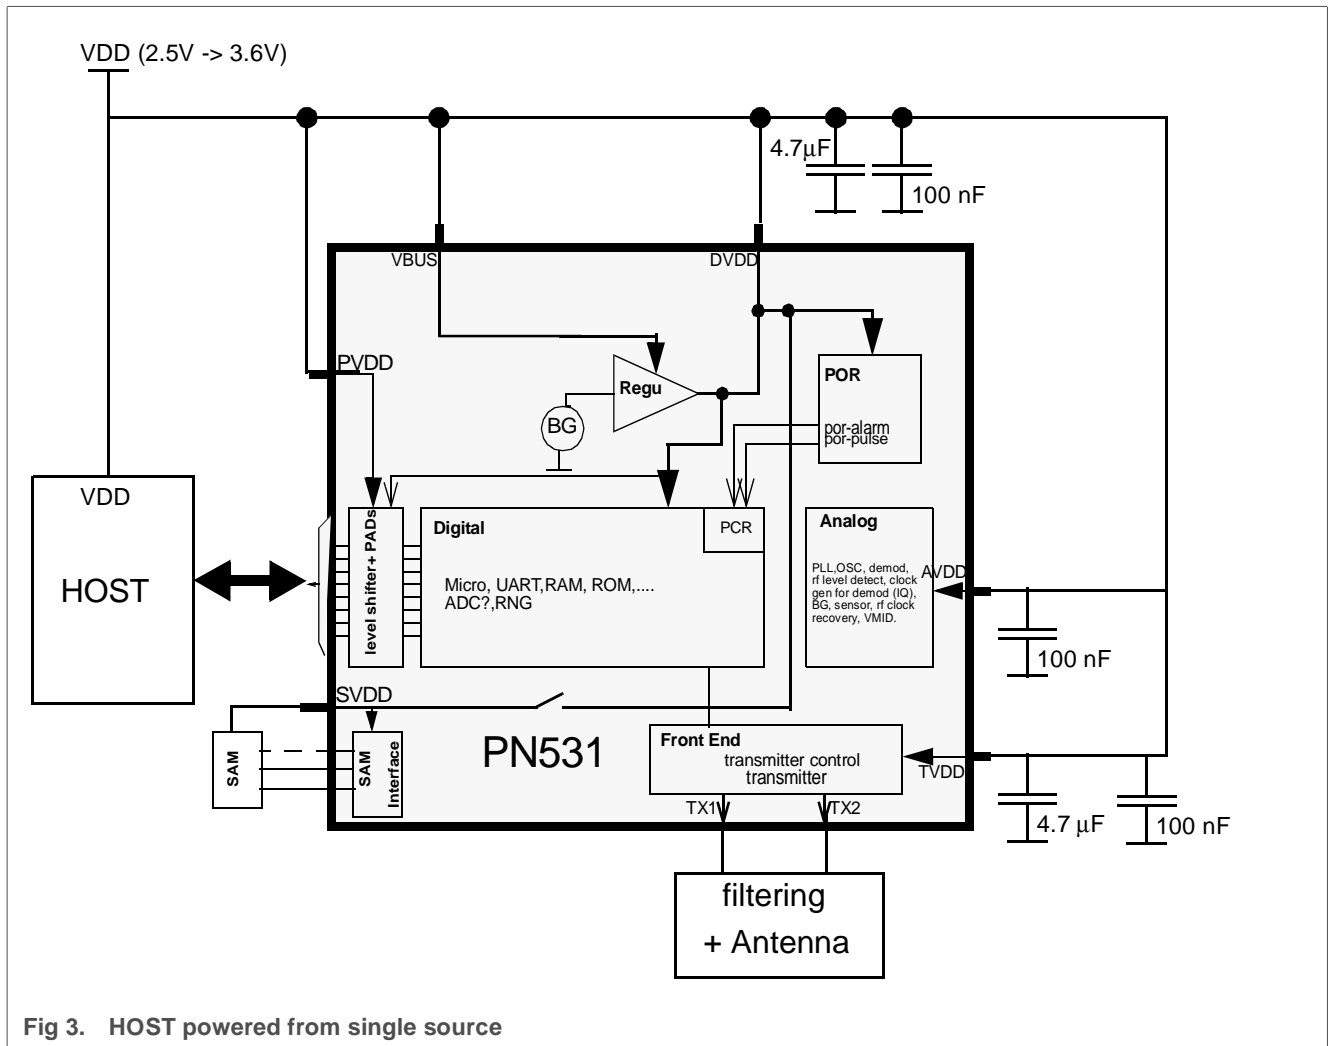 VDD (2.5V -> 3.6V)
4.7µF
100 nF
VBUS
DVDD
PVDD
Regu
POR
BG
por-alarm
por-pulse
VDD
HOST
level shifter+ PADs
Digital
PCR
Micro, UART,RAM, ROM,....
ADC?,RNG
Analog
PLL,OSC, demod,
rf level detect, clock
gen for demod (IQ),
BG, sensor, rf clock
recovery, VMID.
AVDD
100 nF
SVDD
SAM
SAM
Interface
PN531
Front End
transmitter control
transmitter
TVDD
TX1
TX2
4.7 µF
100 nF
filtering
+ Antenna
Fig 3. HOST powered from single source